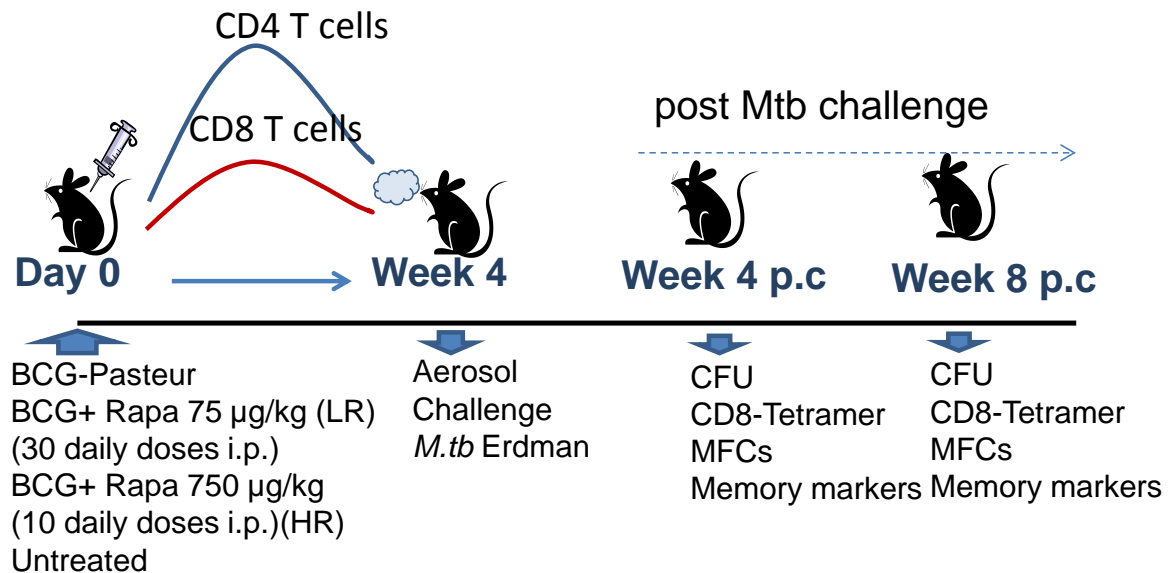 CD4 T cells
CD8 T cells
post Mtb challenge
Day 0
Week 4
Week 4 p.c
Week 8 p.c
BCG-Pasteur
BCG+ Rapa 75 µg/kg (LR)
(30 daily doses i.p.)
BCG+ Rapa 750 µg/kg
(10 daily doses i.p.)(HR)
Untreated
Aerosol
Challenge
M.tb Erdman
CFU
CD8-Tetramer
MFCs
Memory markers
CFU
CD8-Tetramer
MFCs
Memory markers